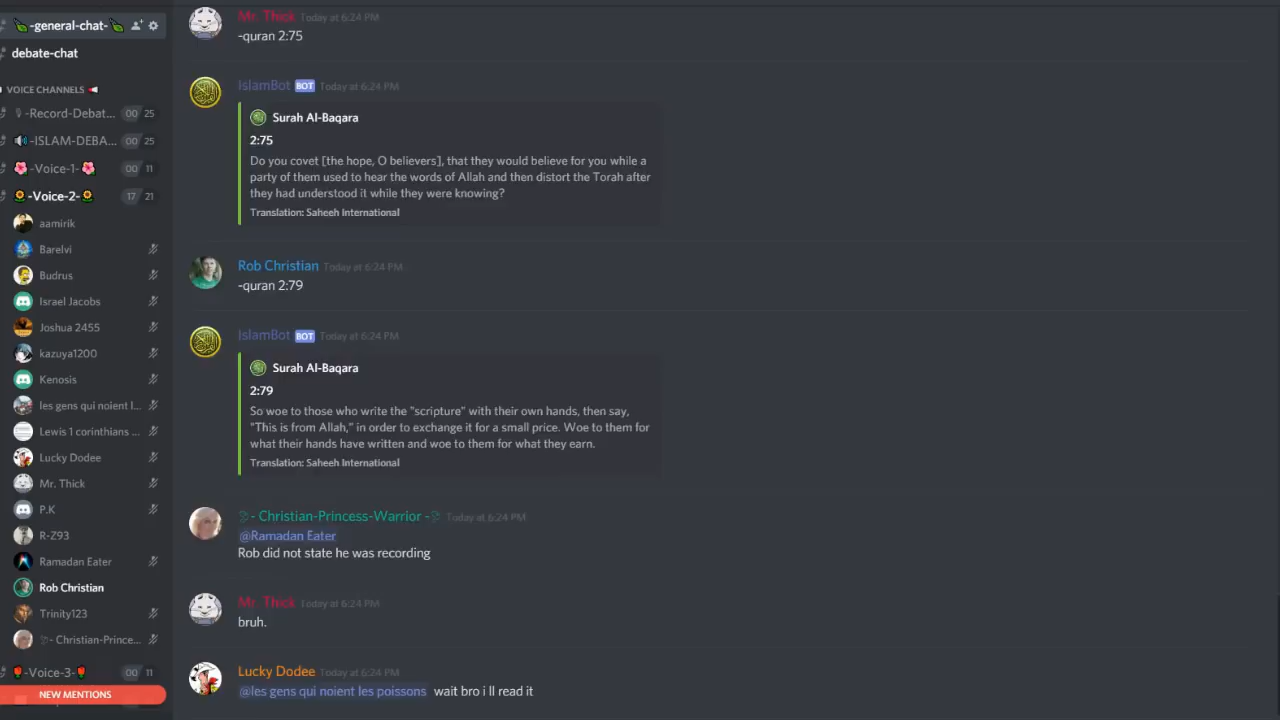 -general-chat-
debate-chat
VOICE CHANNELS
-Record-Debat... 00 25
-ISLAM-DEBA... 00 25
-Voice-1- 00 11
-Voice-2- 17 21
aamirik
Barelvi
Budrus
Israel Jacobs
Joshua 2455
kazuya1200
Kenosis
les gens qui noient l...
Lewis 1 corinthians ...
Lucky Dodee
Mr. Thick
P.K
R-Z93
Ramadan Eater
Rob Christian
Trinity123
- Christian-Prince...
-Voice-3- 00 11
NEW MENTIONS
Mr. Thick Today at 6:24 PM
-quran 2:75
IslamBot BOT Today at 6:24 PM
Surah Al-Baqara
2:75
Do you covet [the hope, O believers], that they would believe for you while a
party of them used to hear the words of Allah and then distort the Torah after
they had understood it while they were knowing?
Translation: Saheeh International
Rob Christian Today at 6:24 PM
-quran 2:79
IslamBot BOT Today at 6:24 PM
Surah Al-Baqara
2:79
So woe to those who write the "scripture" with their own hands, then say,
"This is from Allah," in order to exchange it for a small price. Woe to them for
what their hands have written and woe to them for what they earn.
Translation: Saheeh International
- Christian-Princess-Warrior - Today at 6:24 PM
@Ramadan Eater
Rob did not state he was recording
Mr. Thick Today at 6:24 PM
bruh.
Lucky Dodee Today at 6:24 PM
@les gens qui noient les poissons wait bro i ll read it